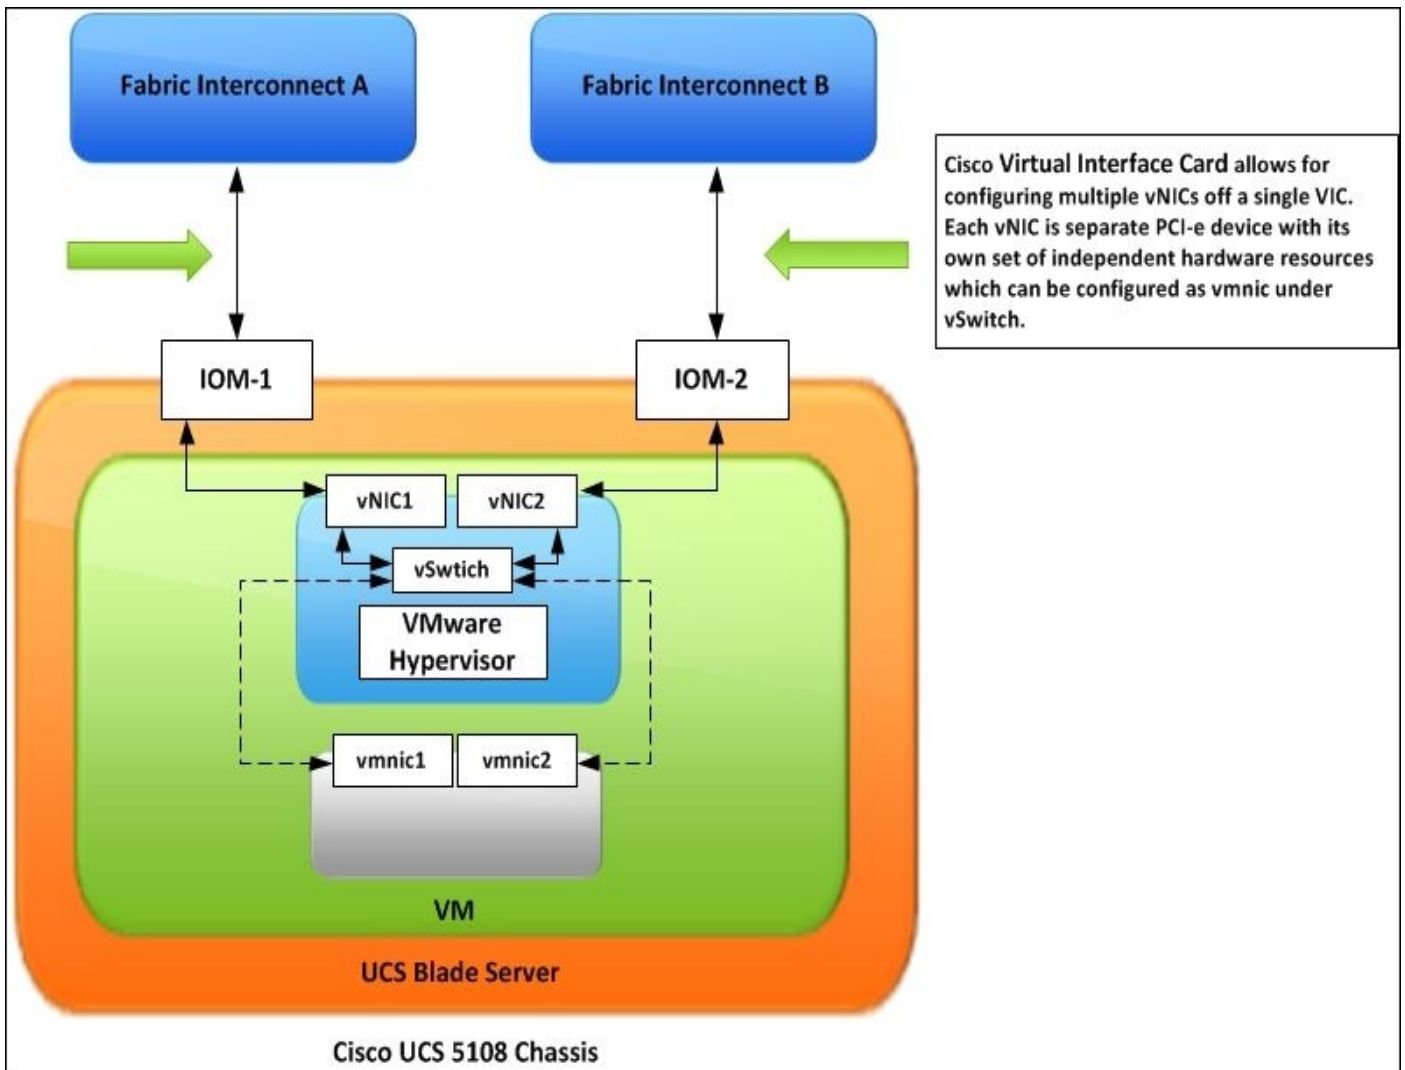 Fabric Interconnect A
Fabric Interconnect B
Cisco Virtual Interface Card allows for
configuring multiple vNICs off a single VIC.
Each vNIC is separate PCI-e device with its
own set of independent hardware resources
which can be configured as vmnic under
vSwitch.
IOM-1
IOM-2
vNIC1
vNIC2
vSwtich
VMware
Hypervisor
vmnic1
vmnic2
VM
UCS Blade Server
Cisco UCS 5108 Chassis